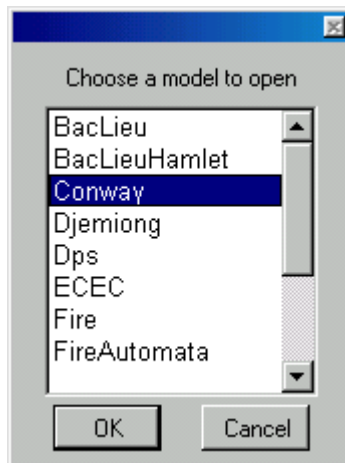 Choose a model to open
BacLieu
BacLieuHamlet
Conway
Djemiong
Dps
ECEC
Fire
FireAutomata
OK
Cancel